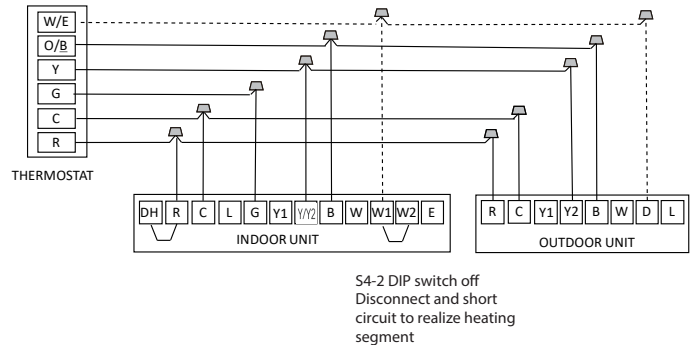 W/E
O/B
Y
G
C
R
THERMOSTAT
DH R C L G Y1 Y/Y2 B W W1 W2 E
INDOOR UNIT
R C Y1 Y2 B W D L
OUTDOOR UNIT
S4-2 DIP switch off
Disconnect and short
circuit to realize heating
segment